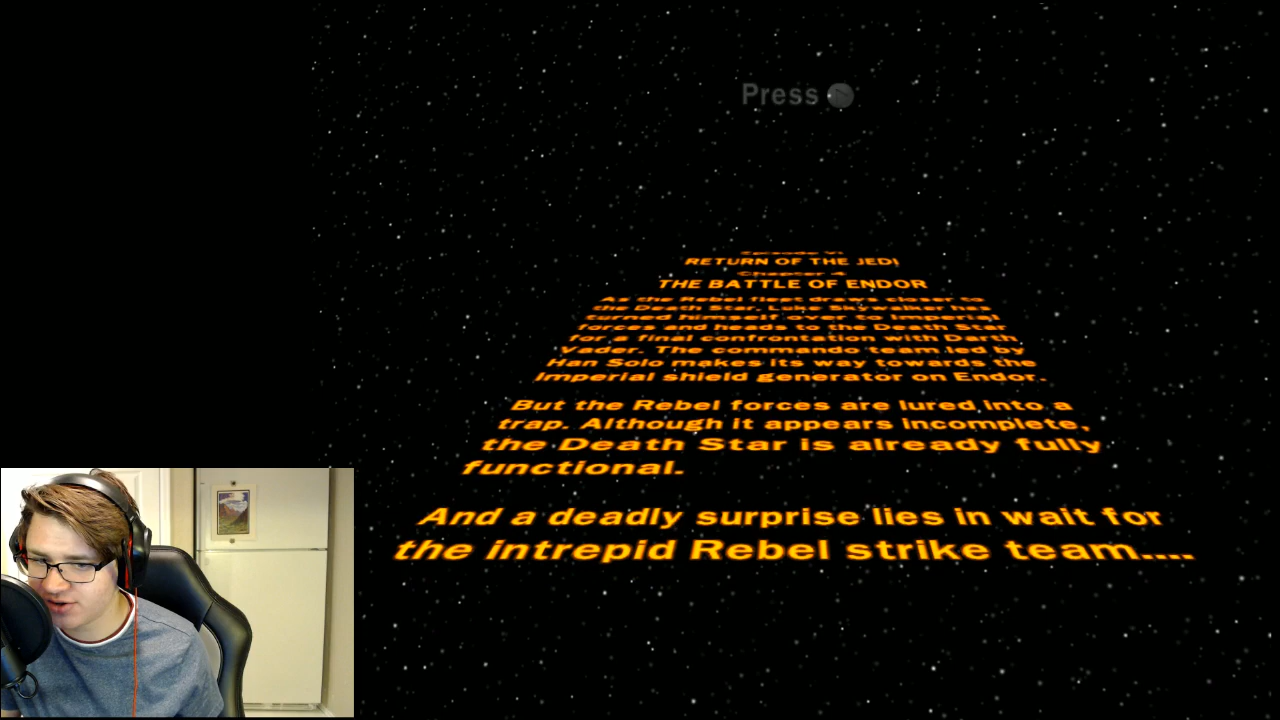 Press
Episode VI
RETURN OF THE JEDI
Chapter 4
THE BATTLE OF ENDOR
As the Rebel fleet draws closer to
the Death Star, Luke Skywalker has
turned himself over to Imperial
forces and heads to the Death Star
for a final confrontation with Darth
Vader. The commando team led by
Han Solo makes its way towards the
Imperial shield generator on Endor.
But the Rebel forces are lured into a
trap. Although it appears incomplete,
the Death Star is already fully
functional.
And a deadly surprise lies in wait for
the intrepid Rebel strike team....